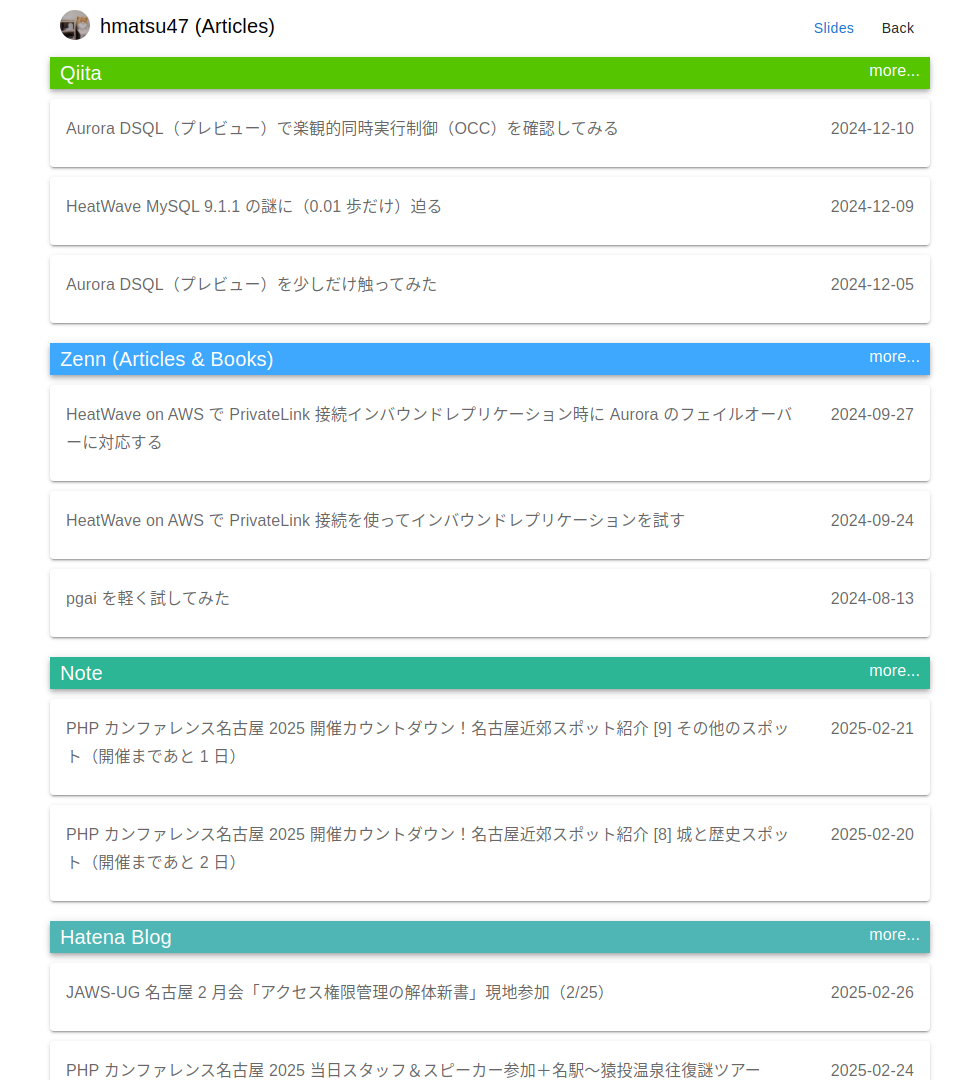 hmatsu47 (Articles)
Slides
Back
Qiita
more...
Aurora DSQL（プレビュー）で楽観的同時実行制御（OCC）を確認してみる
2024-12-10
HeatWave MySQL 9.1.1 の謎に（0.01 歩だけ）迫る
2024-12-09
Aurora DSQL（プレビュー）を少しだけ触ってみた
2024-12-05
Zenn (Articles & Books)
more...
HeatWave on AWS で PrivateLink 接続インバウンドレプリケーション時に Aurora のフェイルオーバ
2024-09-27
ーに対応する
HeatWave on AWS で PrivateLink 接続を使ってインバウンドレプリケーションを試す
2024-09-24
pgai を軽く試してみた
2024-08-13
Note
more...
PHP カンファレンス名古屋 2025 開催カウントダウン！名古屋近郊スポット紹介 [9] その他のスポッ
2025-02-21
ト（開催まであと 1 日）
PHP カンファレンス名古屋 2025 開催カウントダウン！名古屋近郊スポット紹介 [8] 城と歴史スポッ
2025-02-20
ト（開催まであと 2 日）
Hatena Blog
more...
JAWS-UG 名古屋 2 月会「アクセス権限管理の解体新書」現地参加（2/25）
2025-02-26
PHP カンファレンス名古屋 2025 当日スタッフ＆スピーカー参加＋名駅〜猿投温泉往復謎ツアー
2025-02-24